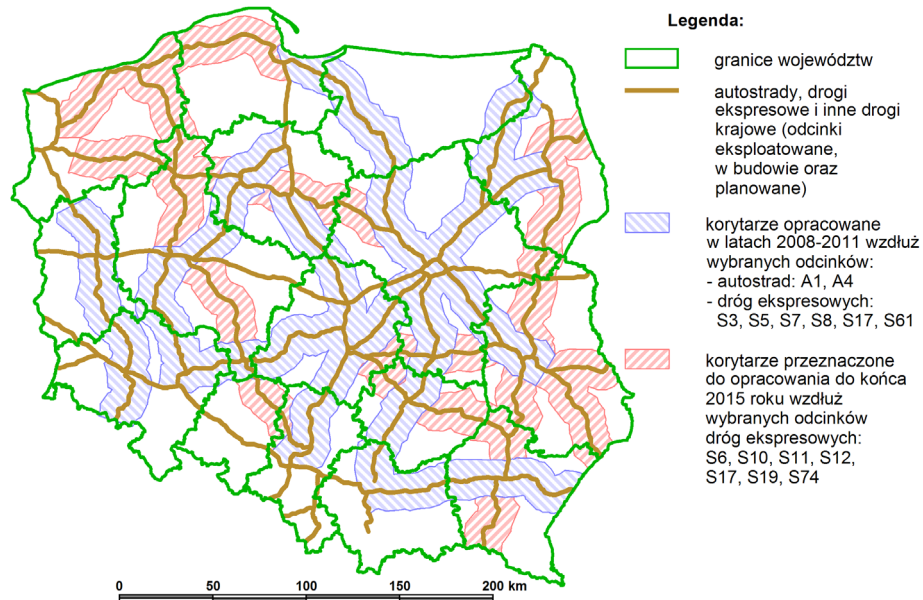 Legenda:
granice województw
autostrady, drogi
ekspresowe i inne drogi
krajowe (odcinki
eksploatowane,
w budowie oraz
planowane)
korytarze opracowane
w latach 2008-2011 wzdłuż
wybranych odcinków:
- autostrad: A1, A4
- dróg ekspresowych:
S3, S5, S7, S8, S17, S61
korytarze przeznaczone
do opracowania do końca
2015 roku wzdłuż
wybranych odcinków
dróg ekspresowych:
S6, S10, S11, S12,
S17, S19, S74
0 50 100 150 200 km